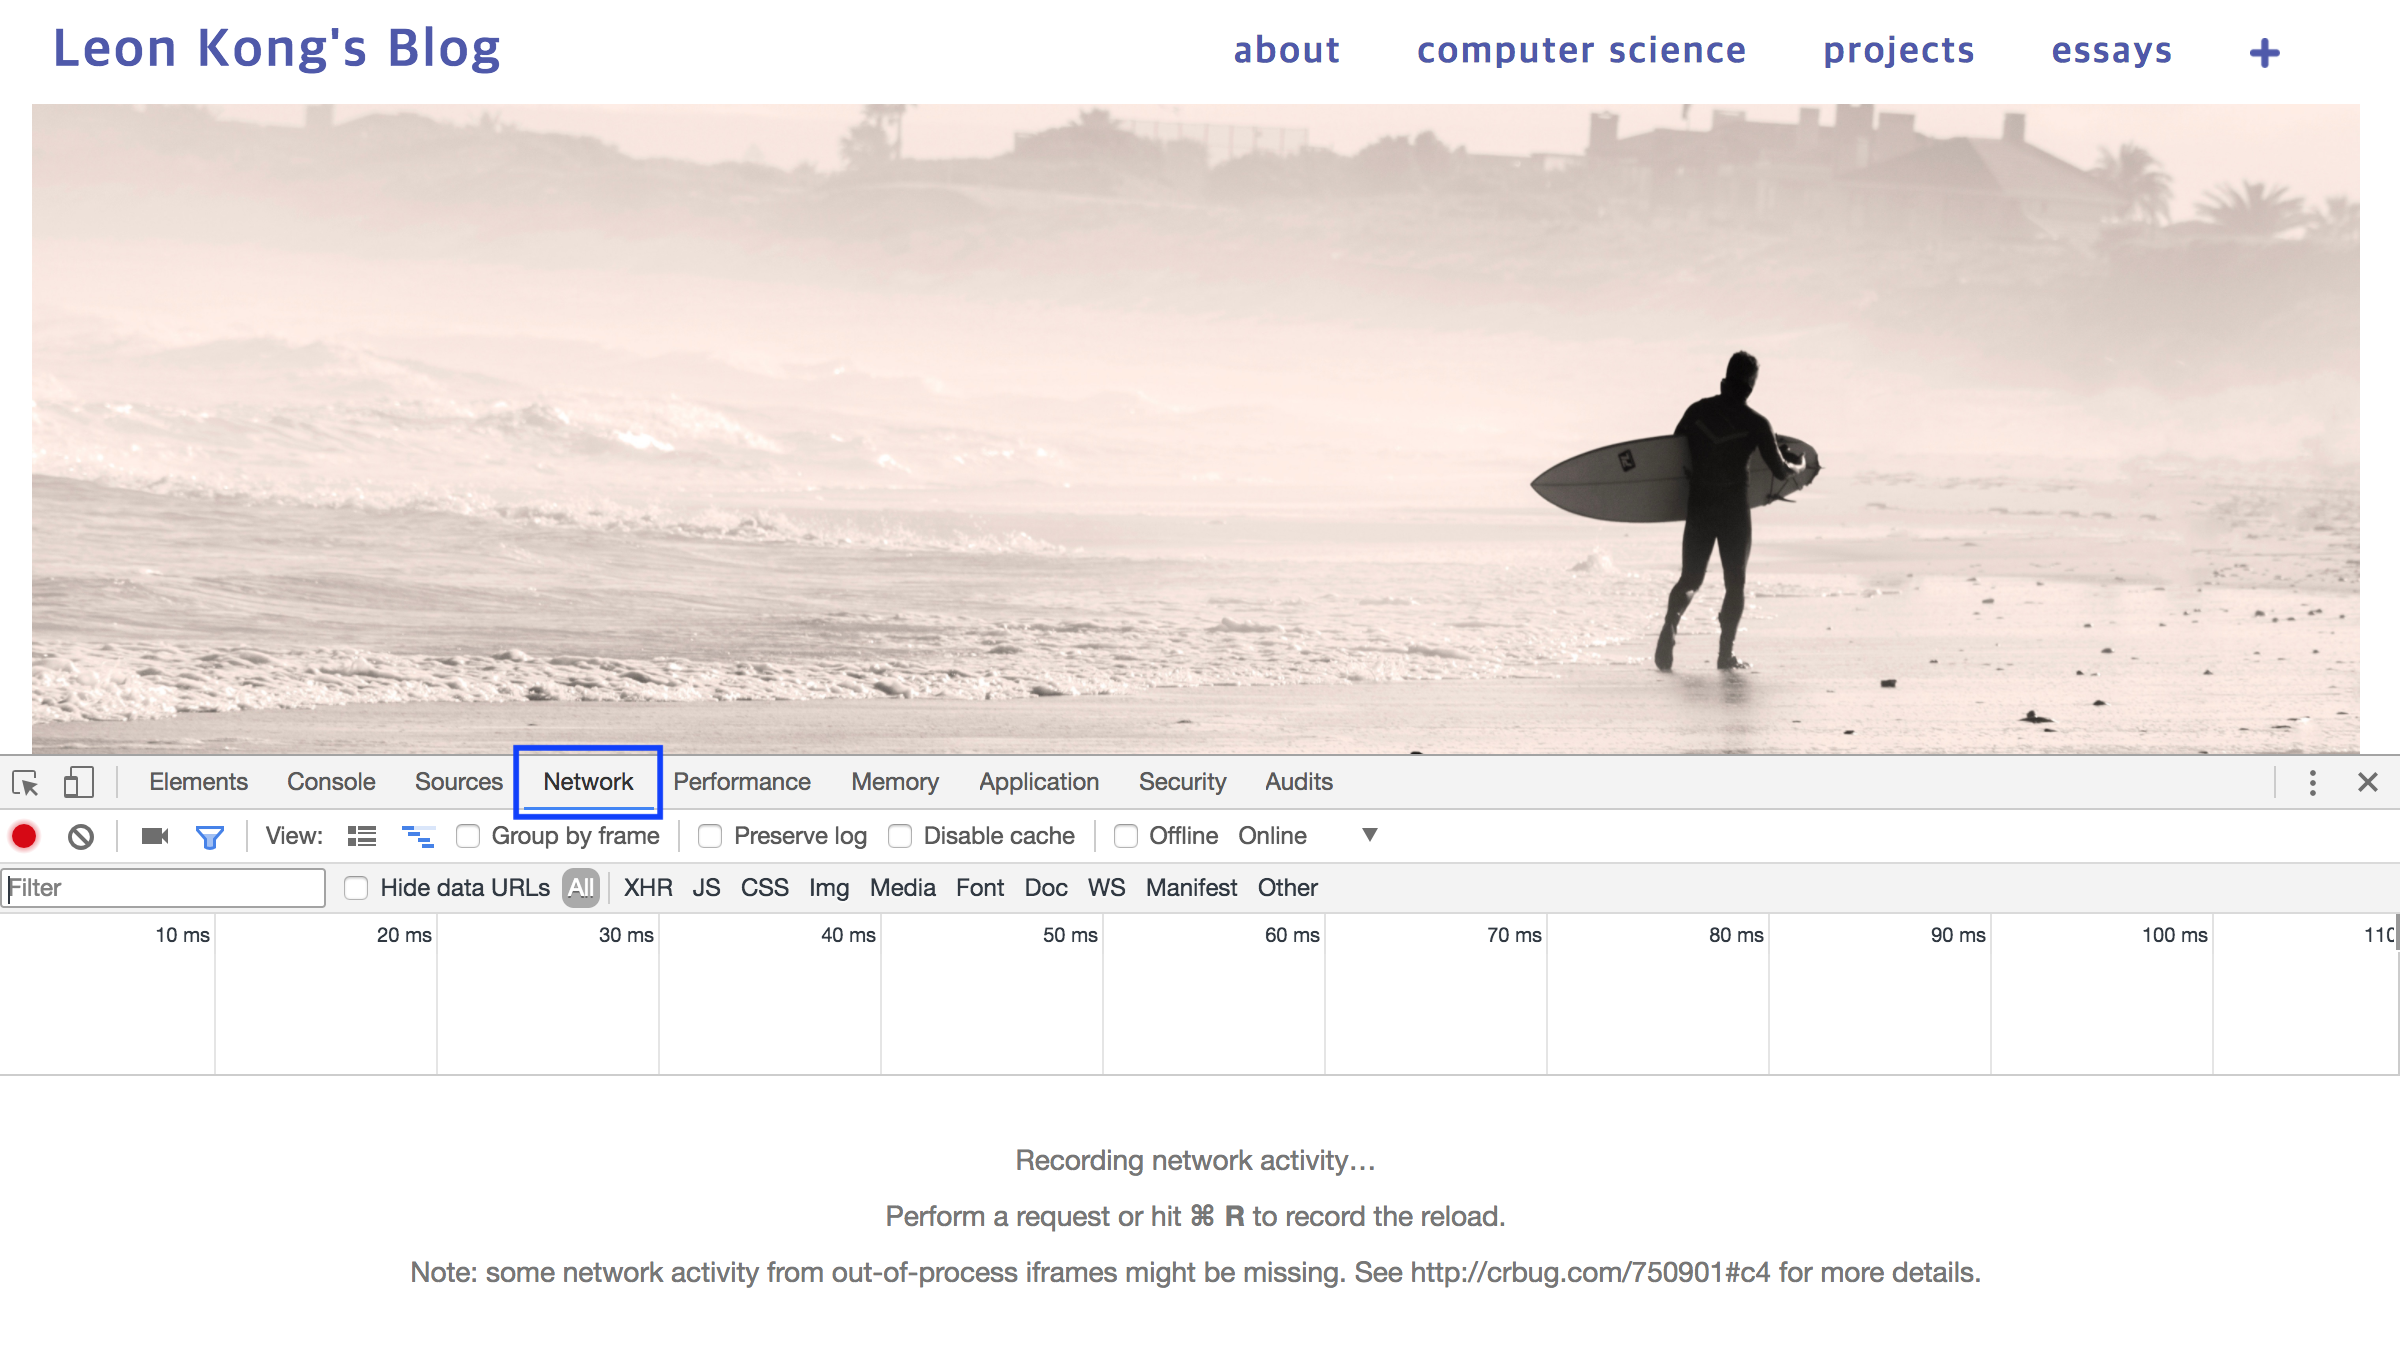 Leon Kong's Blog about computer science projects essays +
Elements Console Sources Network Performance Memory Application Security Audits
View: Group by frame Preserve log Disable cache Offline Online
Filter Hide data URLs All XHR JS CSS Img Media Font Doc WS Manifest Other
10 ms 20 ms 30 ms 40 ms 50 ms 60 ms 70 ms 80 ms 90 ms 100 ms 110
Recording network activity…
Perform a request or hit ⌘ R to record the reload.
Note: some network activity from out-of-process iframes might be missing. See http://crbug.com/750901#c4 for more details.